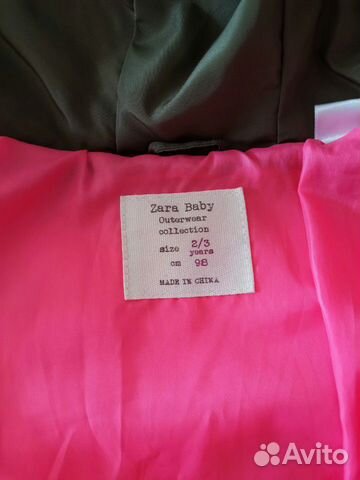 Zara Baby
Outerwear
collection
size 2/3
years
cm 98
MADE IN CHINA
Avito